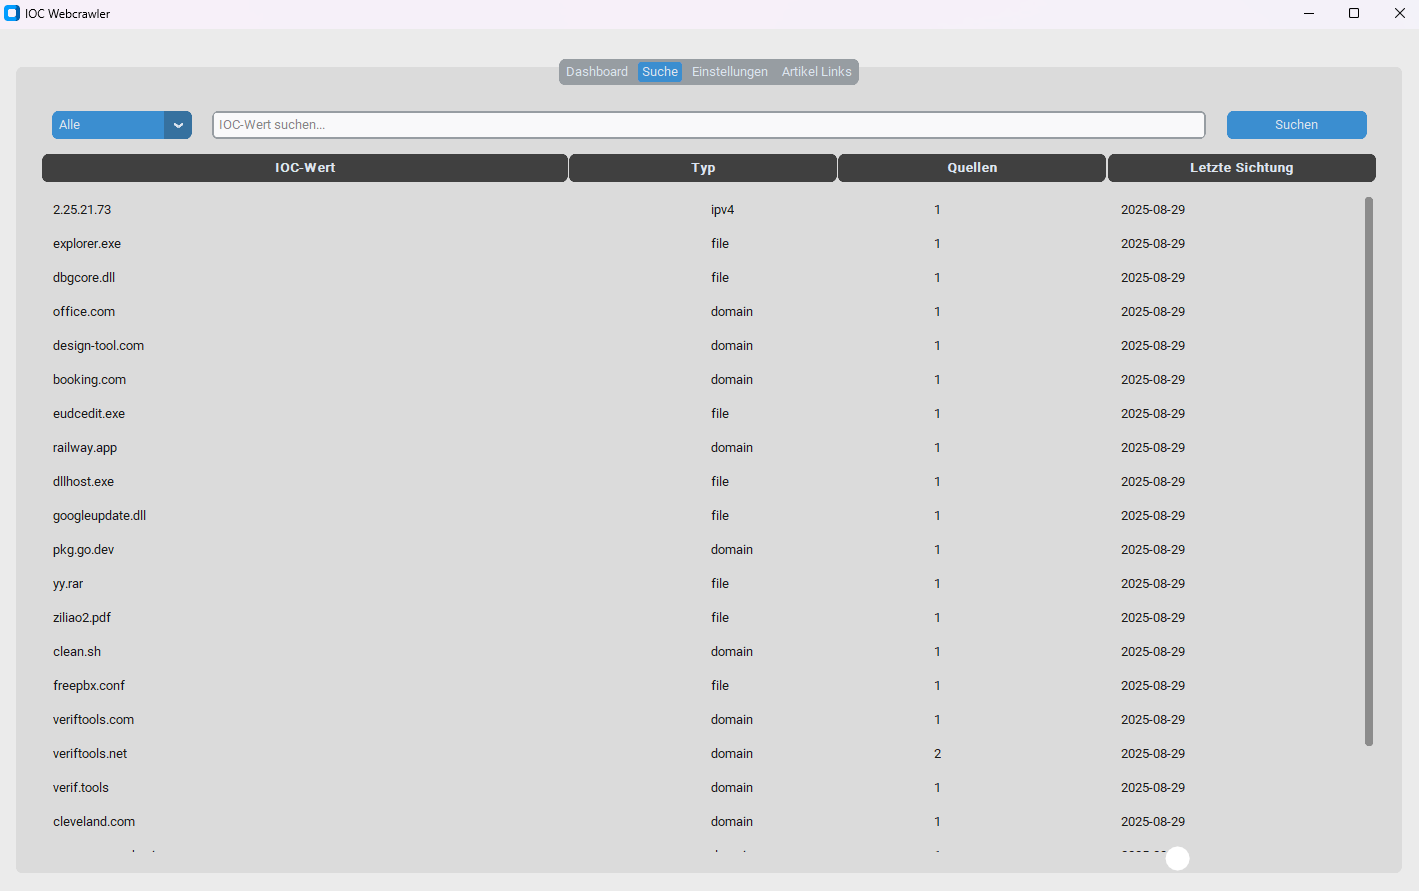 IOC Webcrawler
Dashboard Suche Einstellungen Artikel Links
Alle IOC-Wert suchen... Suchen
IOC-Wert Typ Quellen Letzte Sichtung
2.25.21.73 ipv4 1 2025-08-29
explorer.exe file 1 2025-08-29
dbgcore.dll file 1 2025-08-29
office.com domain 1 2025-08-29
design-tool.com domain 1 2025-08-29
booking.com domain 1 2025-08-29
eudcedit.exe file 1 2025-08-29
railway.app domain 1 2025-08-29
dllhost.exe file 1 2025-08-29
googleupdate.dll file 1 2025-08-29
pkg.go.dev domain 1 2025-08-29
yy.rar file 1 2025-08-29
ziliao2.pdf file 1 2025-08-29
clean.sh domain 1 2025-08-29
freepbx.conf file 1 2025-08-29
veriftools.com domain 1 2025-08-29
veriftools.net domain 2 2025-08-29
verif.tools domain 1 2025-08-29
cleveland.com domain 1 2025-08-29